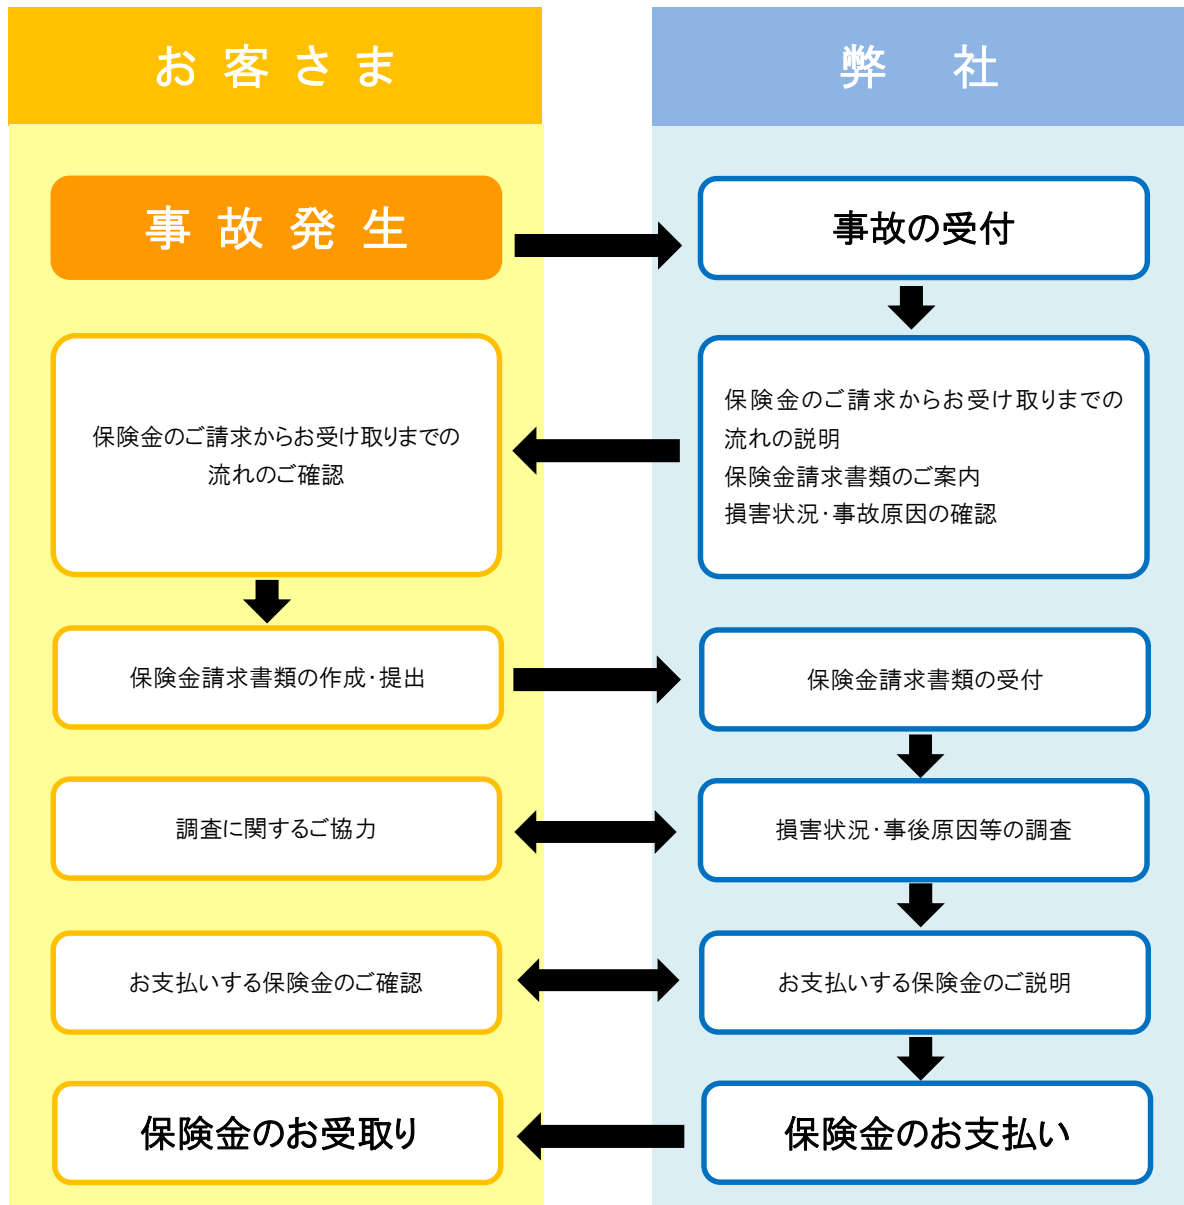 お客さま
弊社
事故発生
事故の受付
保険金のご請求からお受け取りまでの
流れのご確認
保険金のご請求からお受け取りまでの
流れの説明
保険金請求書類のご案内
損害状況・事故原因の確認
保険金請求書類の作成・提出
保険金請求書類の受付
調査に関するご協力
損害状況・事後原因等の調査
お支払いする保険金のご確認
お支払いする保険金のご説明
保険金のお受取り
保険金のお支払い